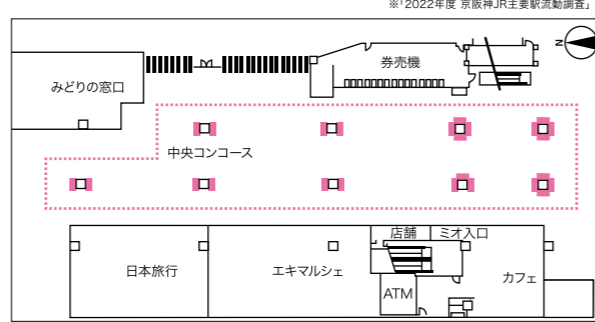 ※「2022年度 京阪神JR主要駅流動調査」
N
券売機
みどりの窓口
中央コンコース
店舗
ミオ入口
日本旅行
エキマルシェ
カフェ
ATM